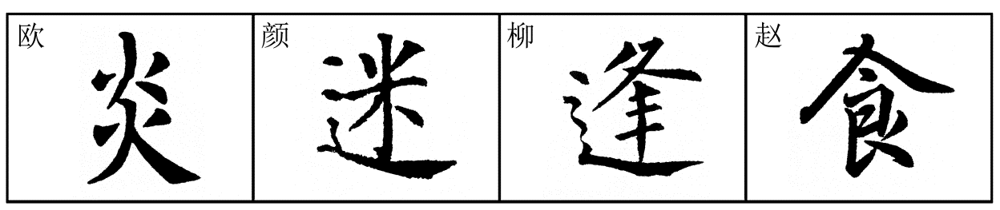 欧 炎 颜 迷 柳 逢 赵 食